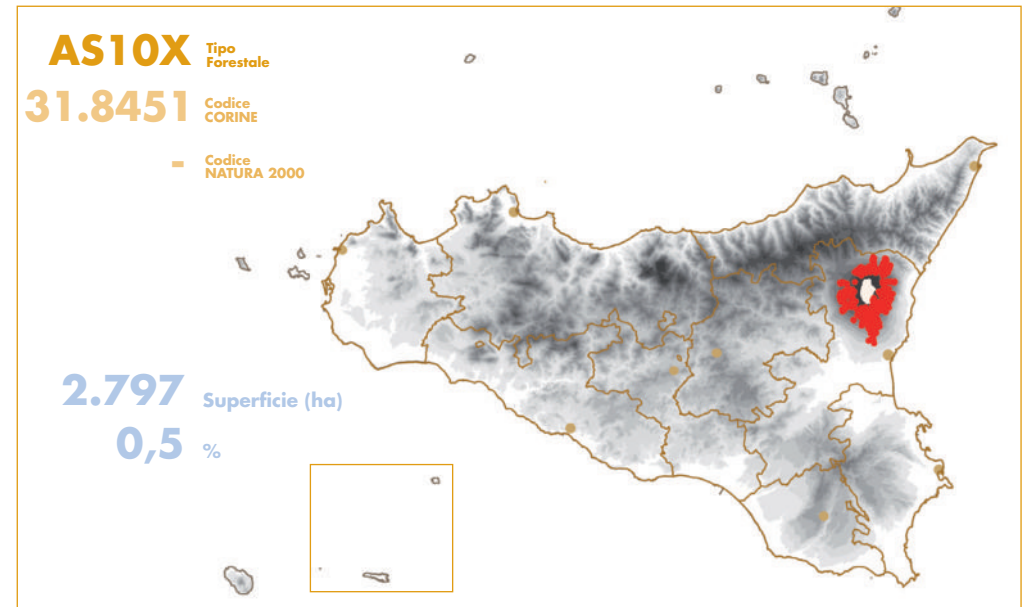 AS10X Tipo
Forestale
31.8451 Codice
CORINE
- Codice
NATURA 2000
2.797 Superficie (ha)
0,5 %